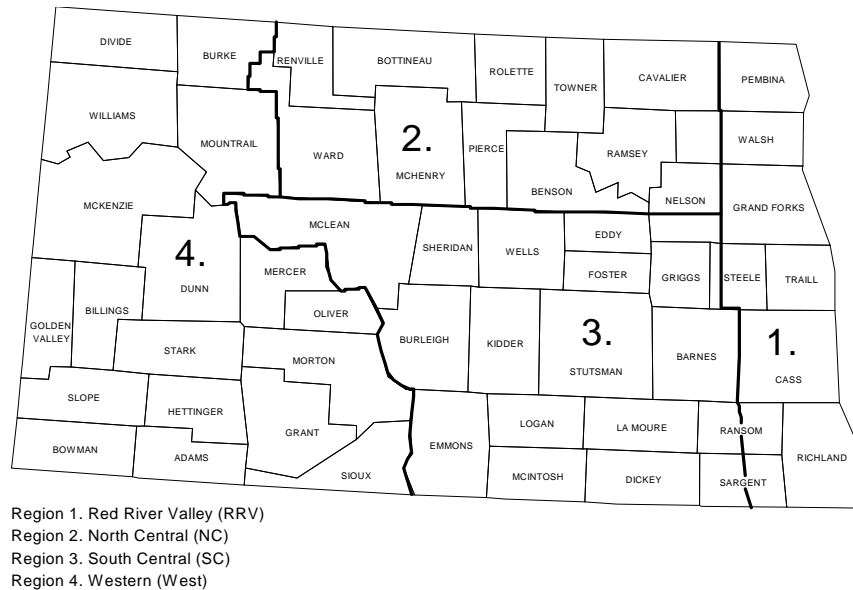 DIVIDE
BURKE
RENVILLE
BOTTINEAU
ROLETTE
TOWNER
CAVALIER
PEMBINA
WILLIAMS
MOUNTRAIL
WARD
2.
MCHENRY
PIERCE
BENSON
RAMSEY
WALSH
NELSON
GRAND FORKS
MCKENZIE
4.
DUNN
MCLEAN
SHERIDAN
WELLS
EDDY
FOSTER
GRIGGS
STEELE
TRAILL
MERCER
OLIVER
GOLDEN
VALLEY
BILLINGS
STARK
MORTON
BURLEIGH
KIDDER
3.
STUTSMAN
BARNES
1.
CASS
SLOPE
HETTINGER
GRANT
EMMONS
LOGAN
LA MOURE
RANSOM
RICHLAND
BOWMAN
ADAMS
SIOUX
MCINTOSH
DICKEY
SARGENT
Region 1. Red River Valley (RRV)
Region 2. North Central (NC)
Region 3. South Central (SC)
Region 4. Western (West)